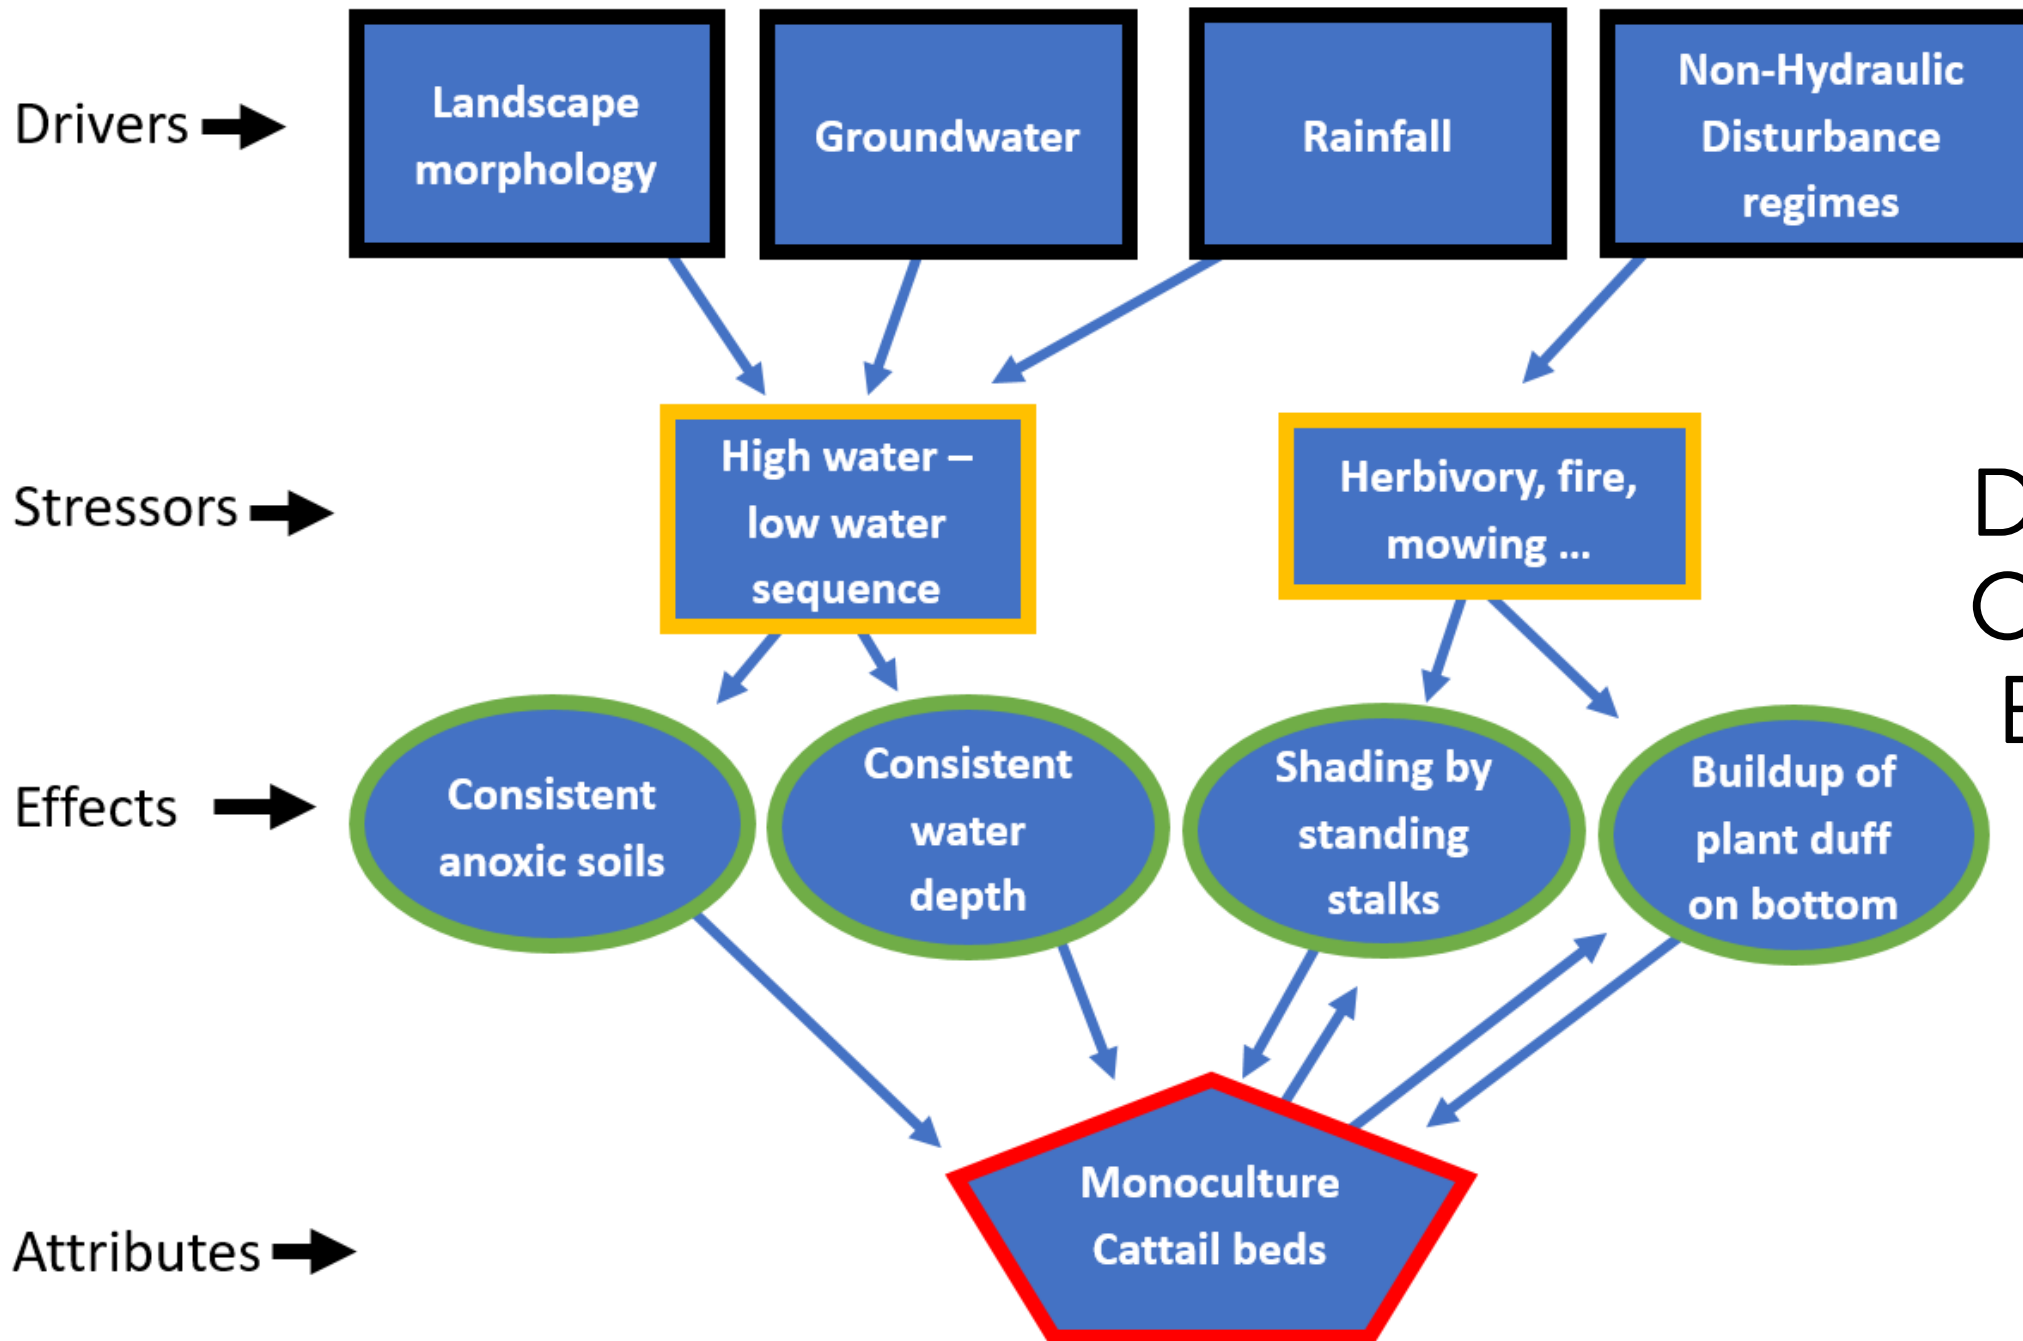 Drivers
Landscape
morphology
Groundwater
Rainfall
Non-Hydraulic
Disturbance
regimes
Stressors
High water –
low water
sequence
Herbivory, fire,
mowing ...
Effects
Consistent
anoxic soils
Consistent
water
depth
Shading by
standing
stalks
Buildup of
plant duff
on bottom
Attributes
Monoculture
Cattail beds